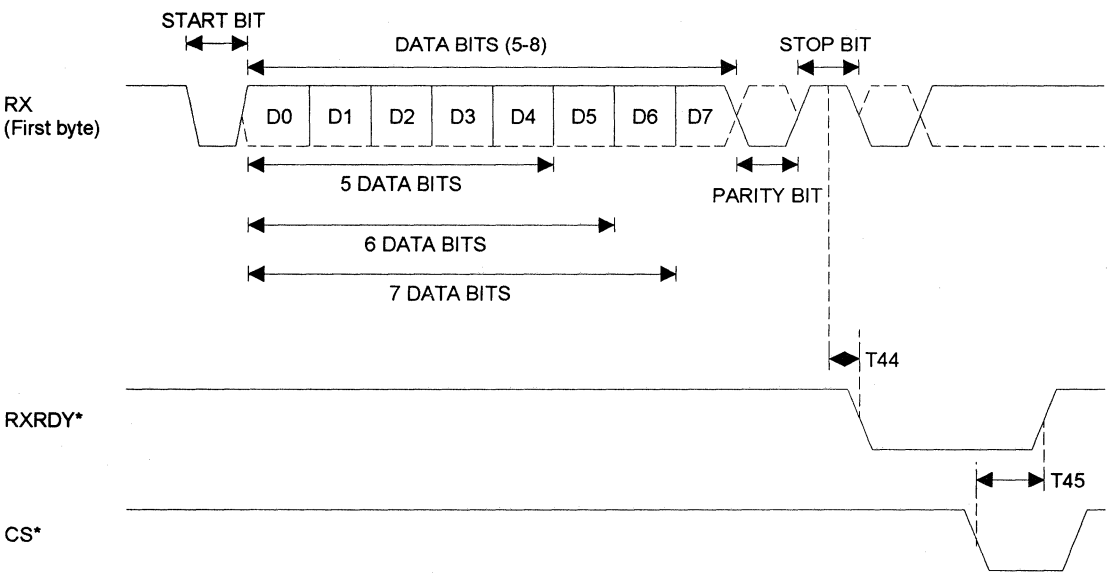 START BIT
DATA BITS (5-8)
STOP BIT
RX
(First byte)
D0 D1 D2 D3 D4 D5 D6 D7
5 DATA BITS
PARITY BIT
6 DATA BITS
7 DATA BITS
T44
RXRDY*
T45
CS*